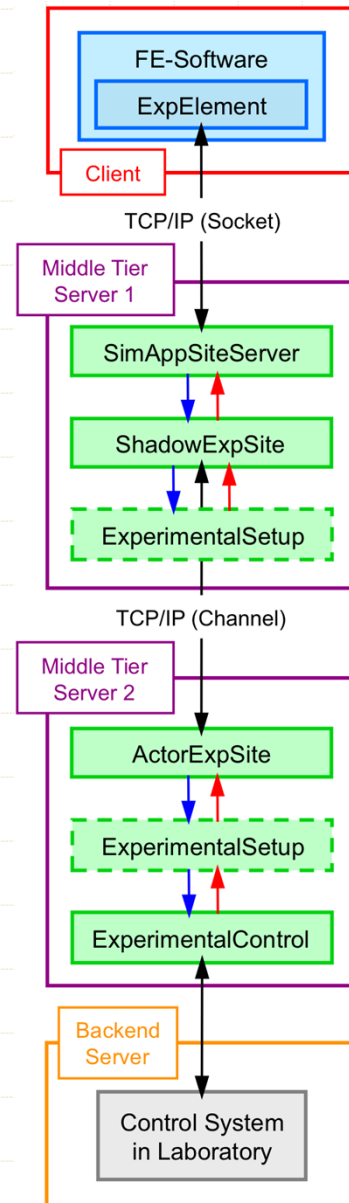 FE-Software
ExpElement
Client
TCP/IP (Socket)
Middle Tier
Server 1
SimAppSiteServer
ShadowExpSite
ExperimentalSetup
TCP/IP (Channel)
Middle Tier
Server 2
ActorExpSite
ExperimentalSetup
ExperimentalControl
Backend
Server
Control System
in Laboratory